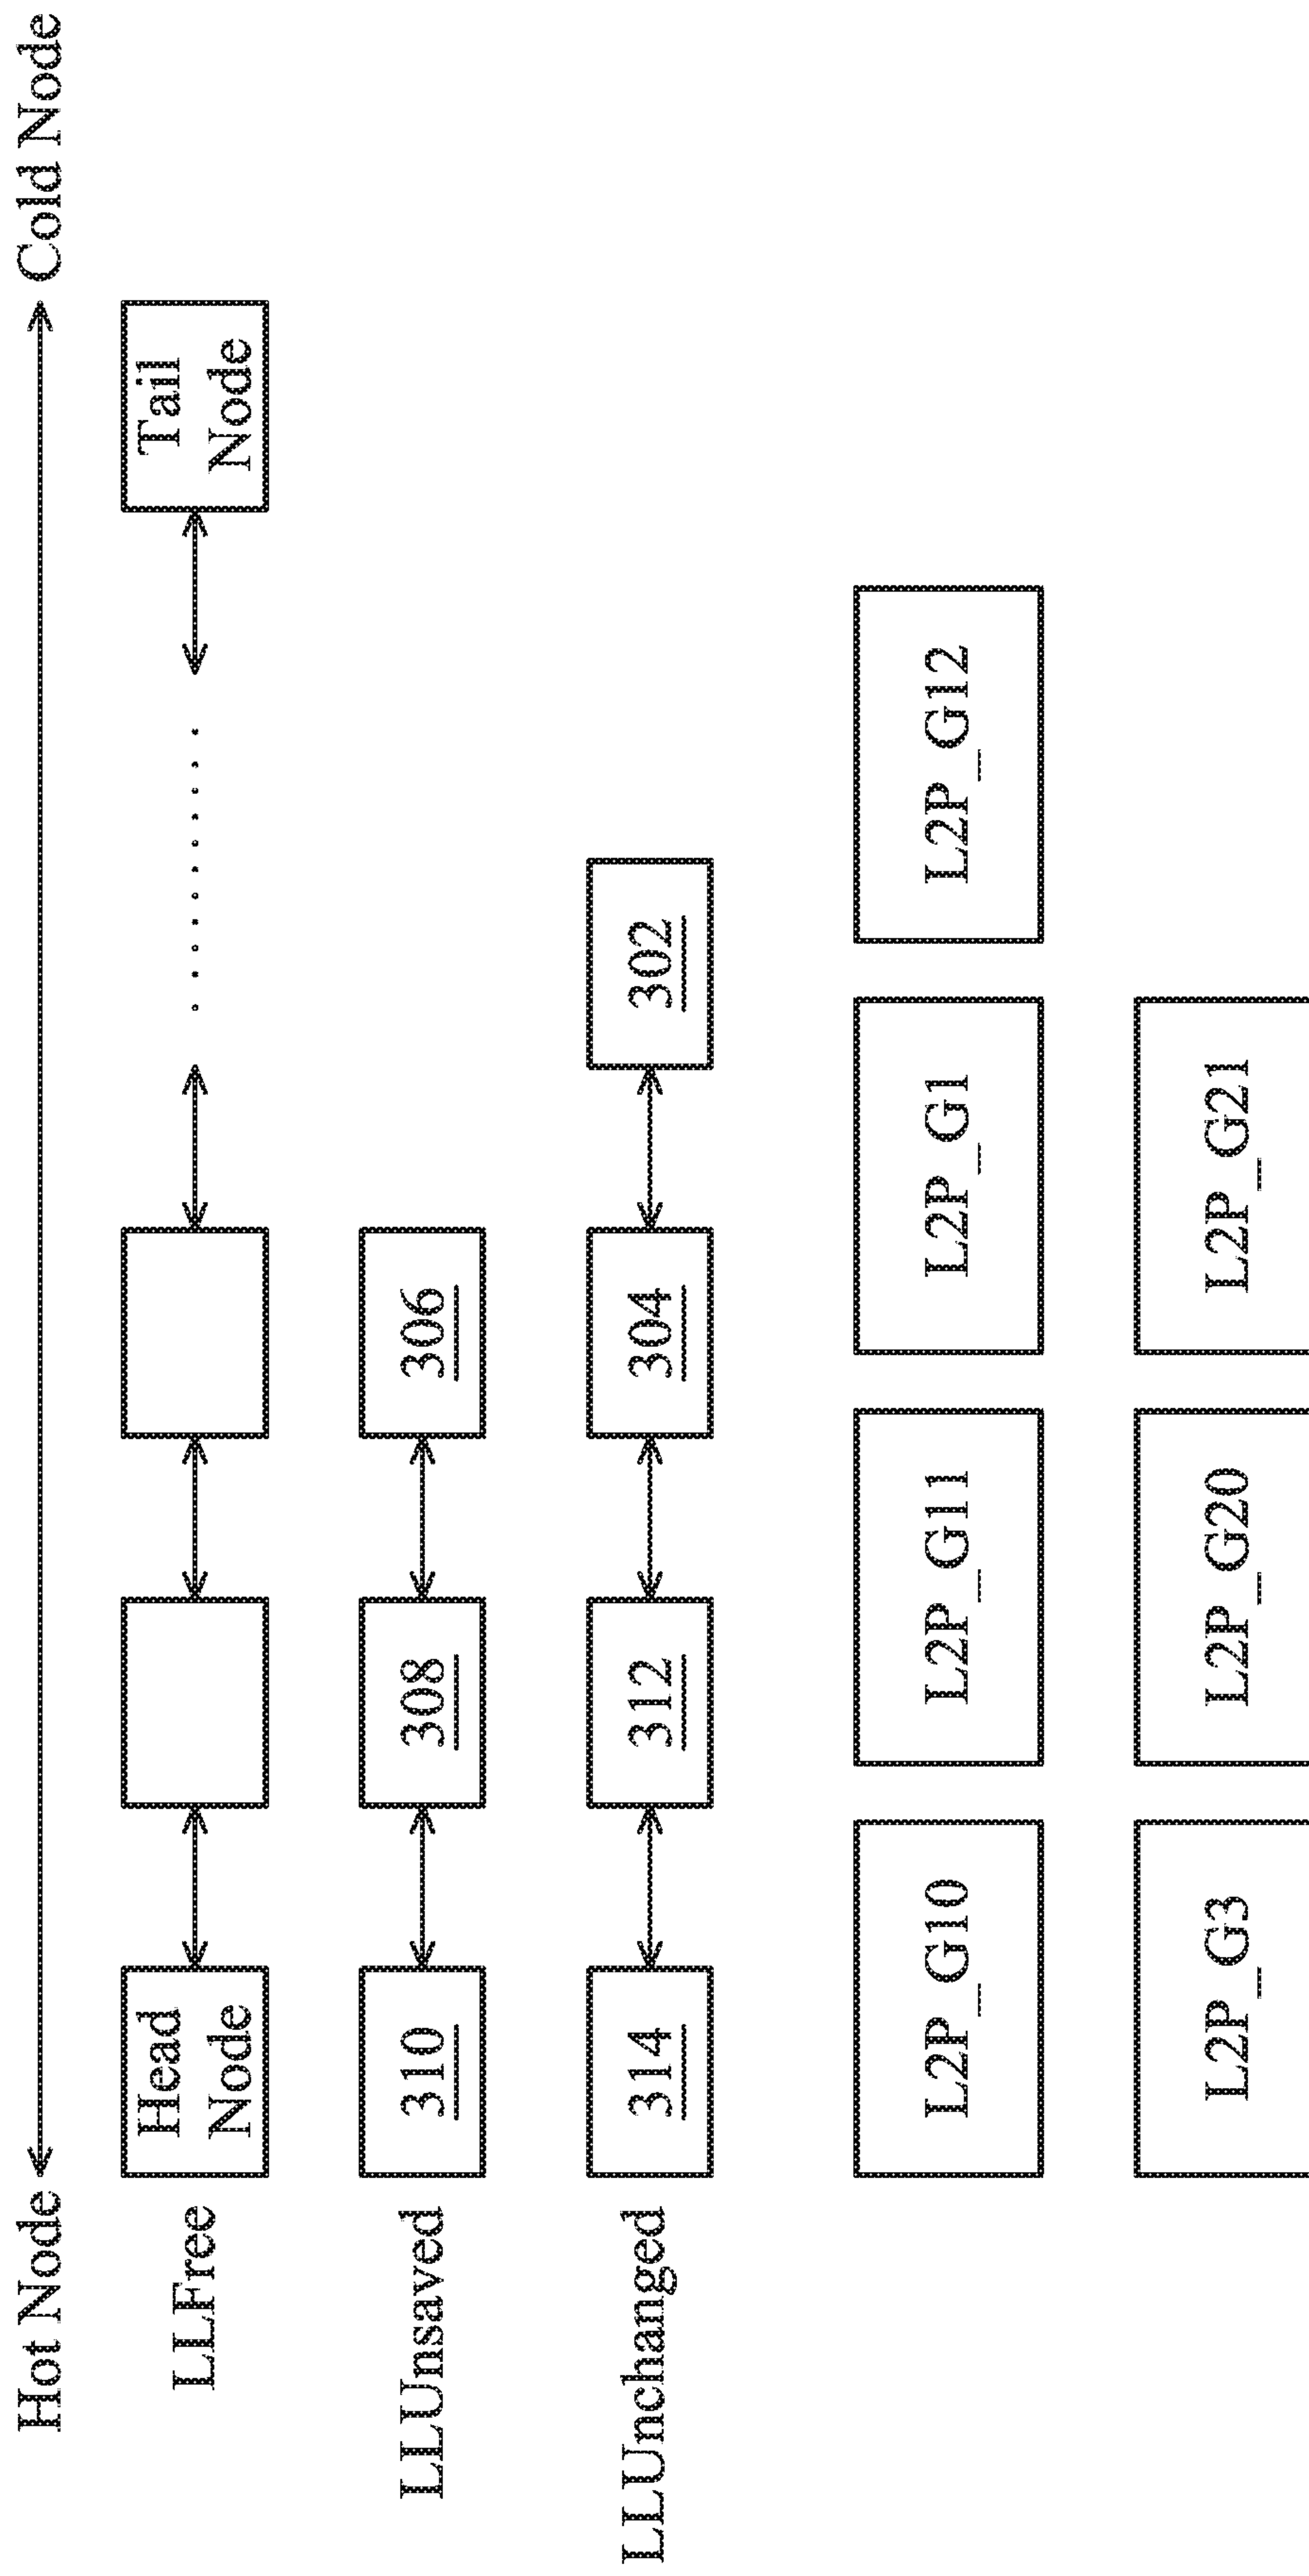 Hot Node Cold Node
LLFree
Head
Node
Tail
Node
LLUnsaved 310 308 306
LLUnchanged 314 312 304 302
L2P_G10 L2P_G11 L2P_G1 L2P_G12
L2P_G3 L2P_G20 L2P_G21